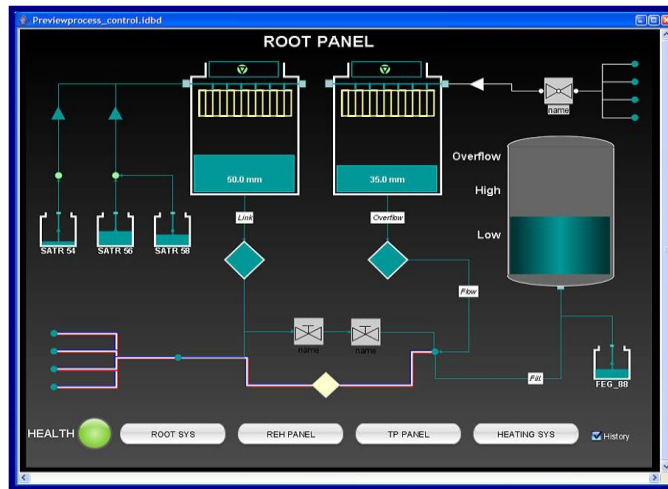 Previewprocess_control.idbd
ROOT PANEL
name
Overflow
High
Low
50.0 mm
35.0 mm
Link
Overflow
SATR 54
SATR 56
SATR 58
Flow
name
name
Fill
FEG_88
HEALTH
ROOT SYS
REH PANEL
TP PANEL
HEATING SYS
History